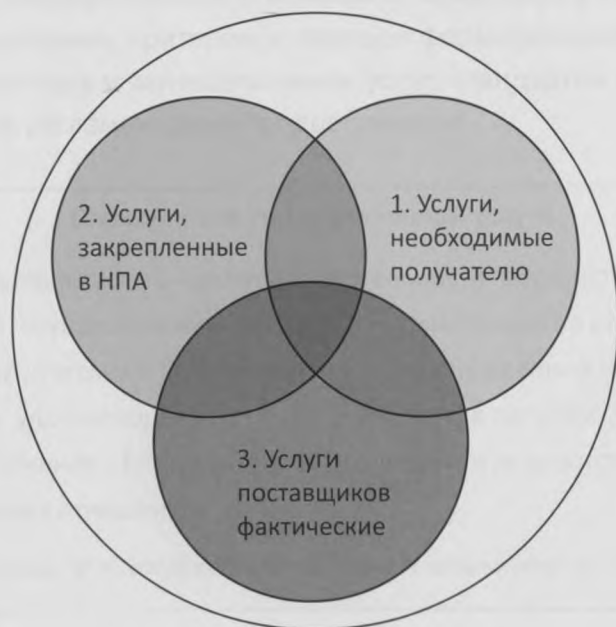 1. Услуги,
необходимые
получателю
2. Услуги,
закрепленные
в НПА
3. Услуги
поставщиков
фактические